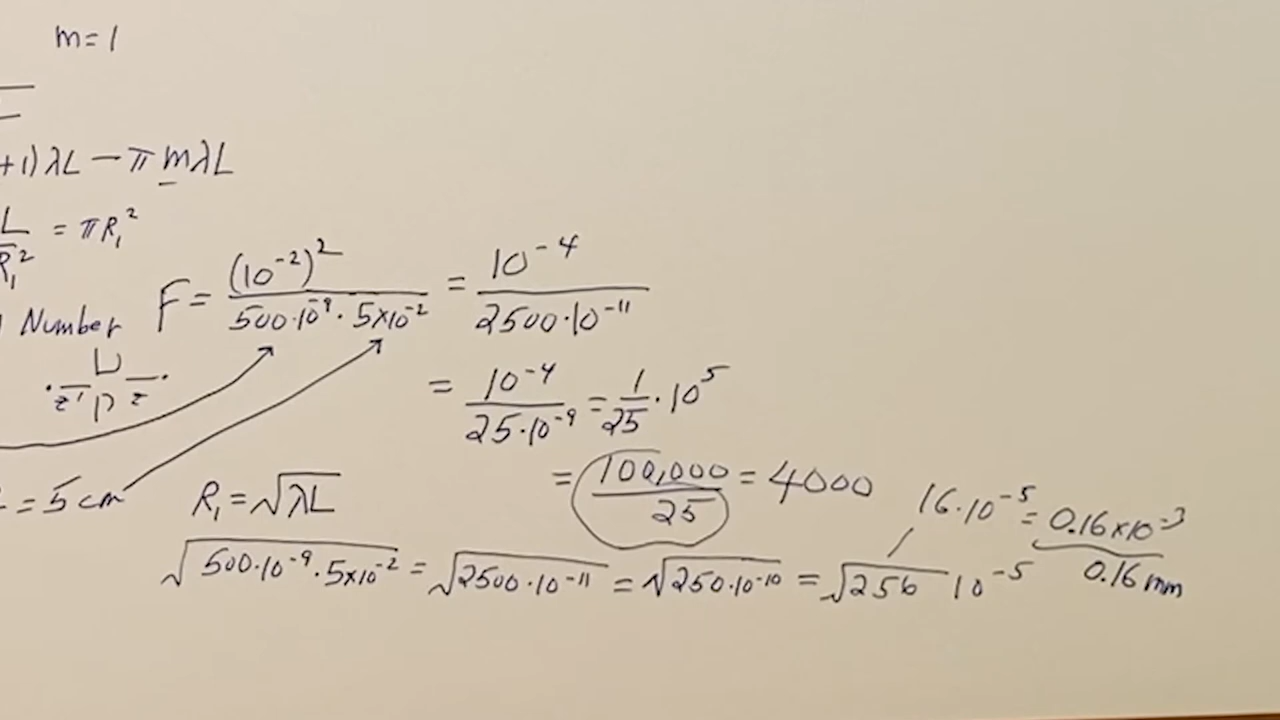 m = 1
+1) λL − π mλL
L / R₁² = πR₁²
Number F = (10⁻²)² / 500·10⁻⁹ · 5×10⁻² = 10⁻⁴ / 2500·10⁻¹¹
z' z
= 10⁻⁴ / 25·10⁻⁹ = 1/25 · 10⁵
= 5 cm R₁ = √λL = 100,000 / 25 = 4000
16·10⁻⁵ = 0.16×10⁻³
√500·10⁻⁹·5×10⁻² = √2500·10⁻¹¹ = √250·10⁻¹⁰ = √256 10⁻⁵ 0.16 mm